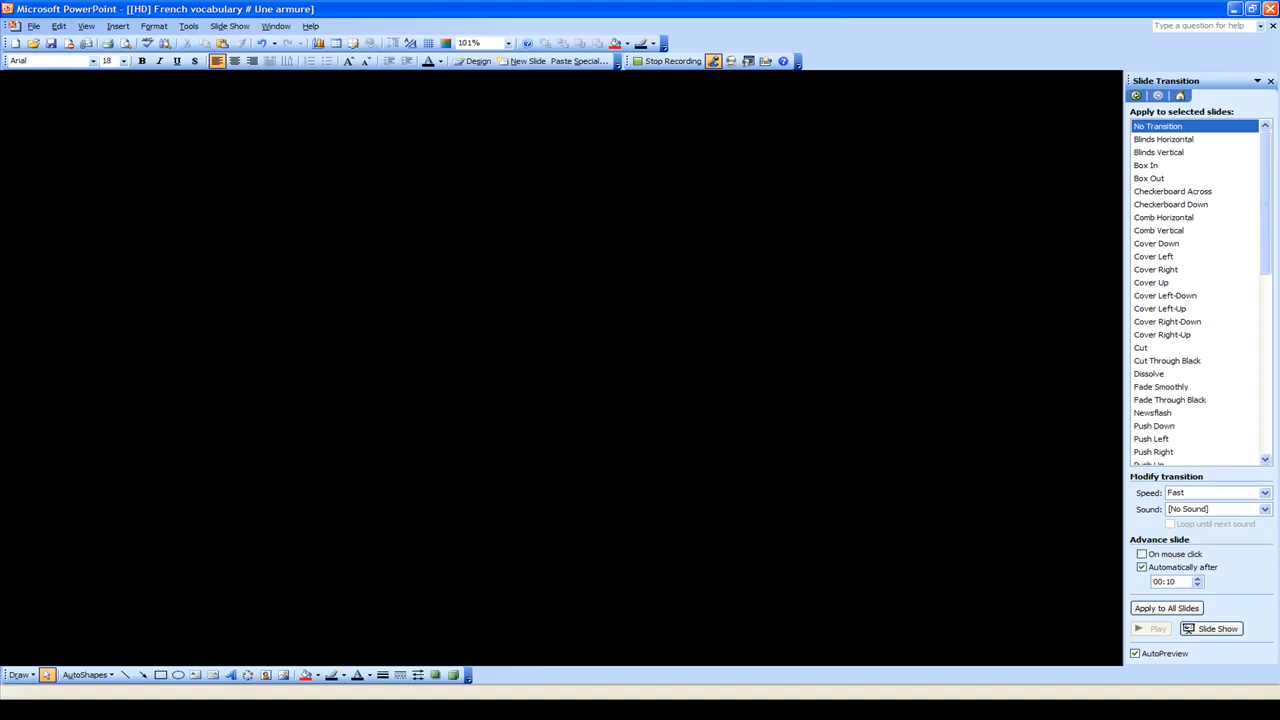 Microsoft PowerPoint - [[HD] French vocabulary # Une armure]
File Edit View Insert Format Tools Slide Show Window Help
Type a question for help
101%
Arial 18 B I U S A Design New Slide Paste Special... Stop Recording
Slide Transition
Apply to selected slides:
No Transition
Blinds Horizontal
Blinds Vertical
Box In
Box Out
Checkerboard Across
Checkerboard Down
Comb Horizontal
Comb Vertical
Cover Down
Cover Left
Cover Right
Cover Up
Cover Left-Down
Cover Left-Up
Cover Right-Down
Cover Right-Up
Cut
Cut Through Black
Dissolve
Fade Smoothly
Fade Through Black
Newsflash
Push Down
Push Left
Push Right
Push Up
Modify transition
Speed: Fast
Sound: [No Sound]
Loop until next sound
Advance slide
On mouse click
Automatically after
00:10
Apply to All Slides
Play Slide Show
AutoPreview
Draw AutoShapes